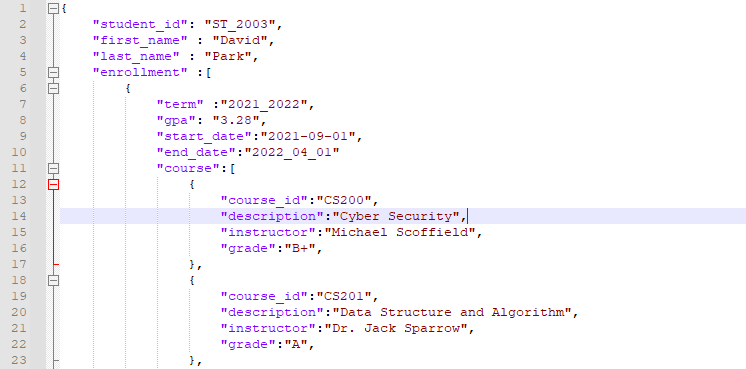 1 {
2 "student_id": "ST_2003",
3 "first_name" : "David",
4 "last_name" : "Park",
5 "enrollment" :[
6 {
7 "term" :"2021_2022",
8 "gpa": "3.28",
9 "start_date":"2021-09-01",
10 "end_date":"2022_04_01"
11 "course":[
12 {
13 "course_id":"CS200",
14 "description":"Cyber Security",
15 "instructor":"Michael Scoffield",
16 "grade":"B+",
17 },
18 {
19 "course_id":"CS201",
20 "description":"Data Structure and Algorithm",
21 "instructor":"Dr. Jack Sparrow",
22 "grade":"A",
23 },